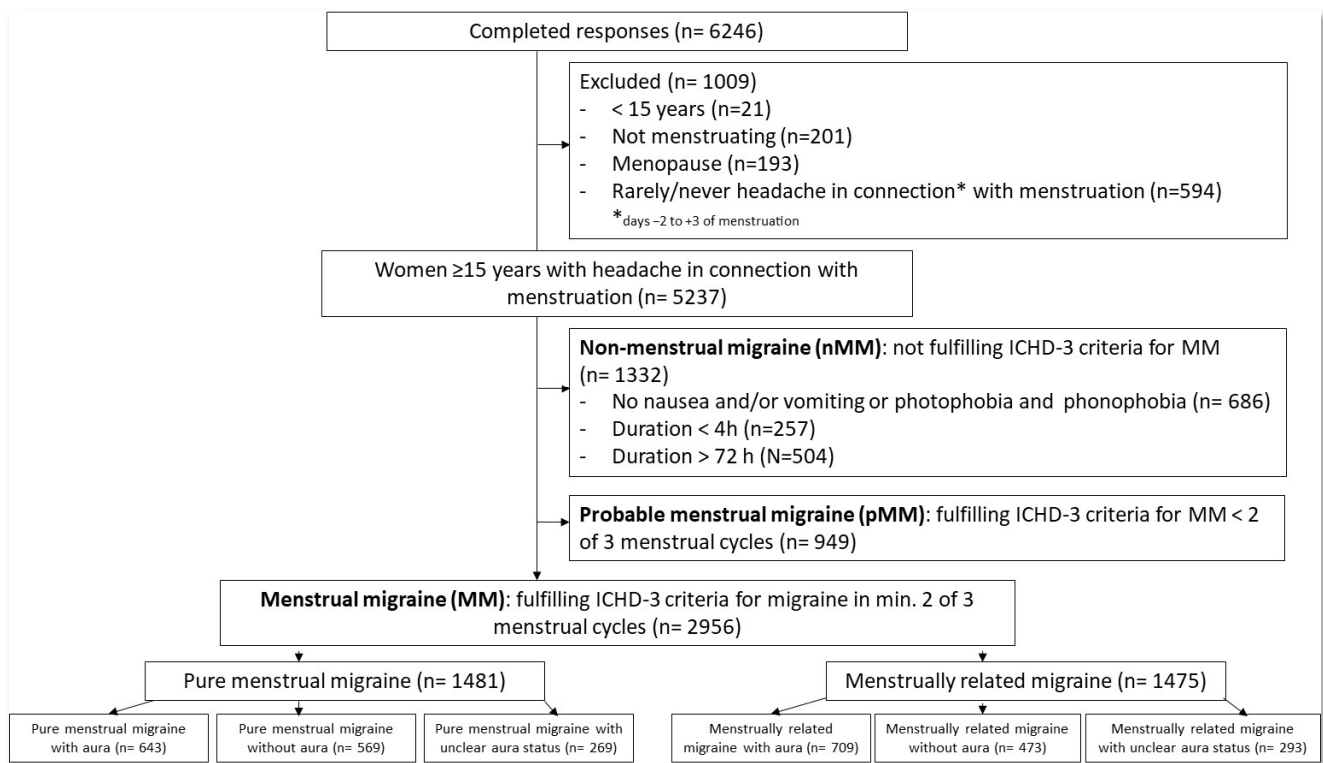 Completed responses (n= 6246)
Excluded (n= 1009)
- < 15 years (n=21)
- Not menstruating (n=201)
- Menopause (n=193)
- Rarely/never headache in connection* with menstruation (n=594)
*days –2 to +3 of menstruation
Women ≥15 years with headache in connection with
menstruation (n= 5237)
Non-menstrual migraine (nMM): not fulfilling ICHD-3 criteria for MM
(n= 1332)
- No nausea and/or vomiting or photophobia and phonophobia (n= 686)
- Duration < 4h (n=257)
- Duration > 72 h (N=504)
Probable menstrual migraine (pMM): fulfilling ICHD-3 criteria for MM < 2
of 3 menstrual cycles (n= 949)
Menstrual migraine (MM): fulfilling ICHD-3 criteria for migraine in min. 2 of 3
menstrual cycles (n= 2956)
Pure menstrual migraine (n= 1481)
Menstrually related migraine (n= 1475)
Pure menstrual migraine
with aura (n= 643)
Pure menstrual migraine
without aura (n= 569)
Pure menstrual migraine with
unclear aura status (n= 269)
Menstrually related
migraine with aura (n= 709)
Menstrually related migraine
without aura (n= 473)
Menstrually related migraine
with unclear aura status (n= 293)